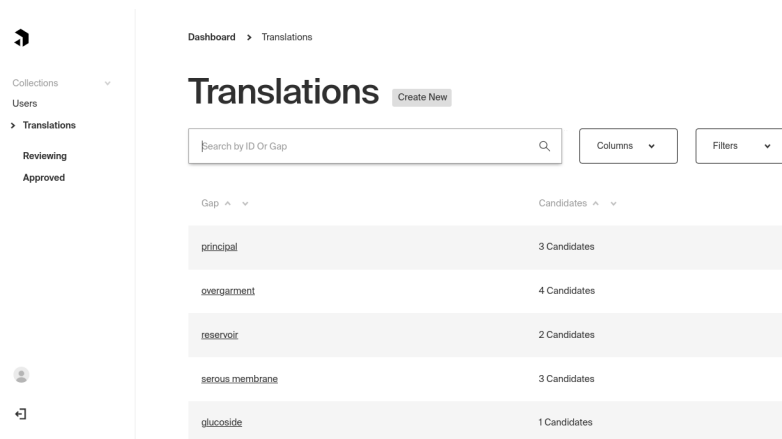 Dashboard Translations
Collections
Users
Translations
Reviewing
Approved
Translations Create New
Search by ID Or Gap
Columns
Filters
Gap Candidates
principal 3 Candidates
overgarment 4 Candidates
reservoir 2 Candidates
serous membrane 3 Candidates
glucoside 1 Candidates